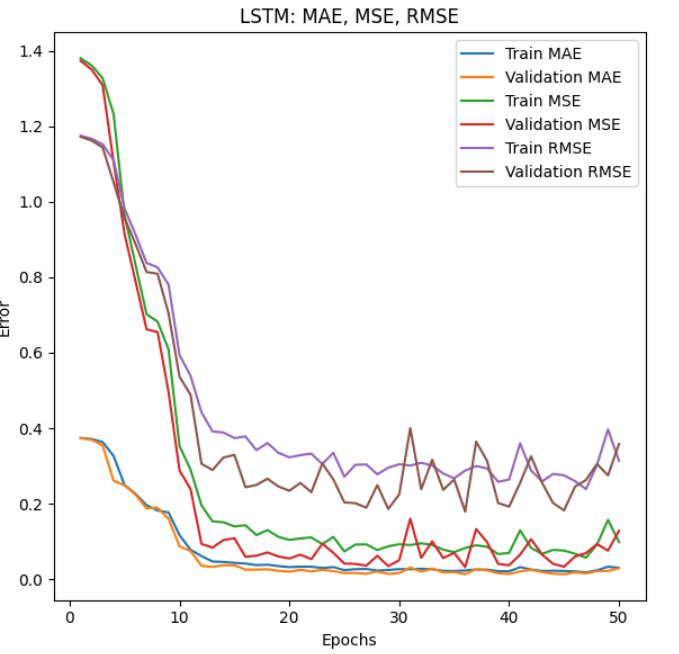 LSTM: MAE, MSE, RMSE
Train MAE
Validation MAE
Train MSE
Validation MSE
Train RMSE
Validation RMSE
1.4
1.2
1.0
0.8
0.6
0.4
0.2
0.0
Error
0 10 20 30 40 50
Epochs